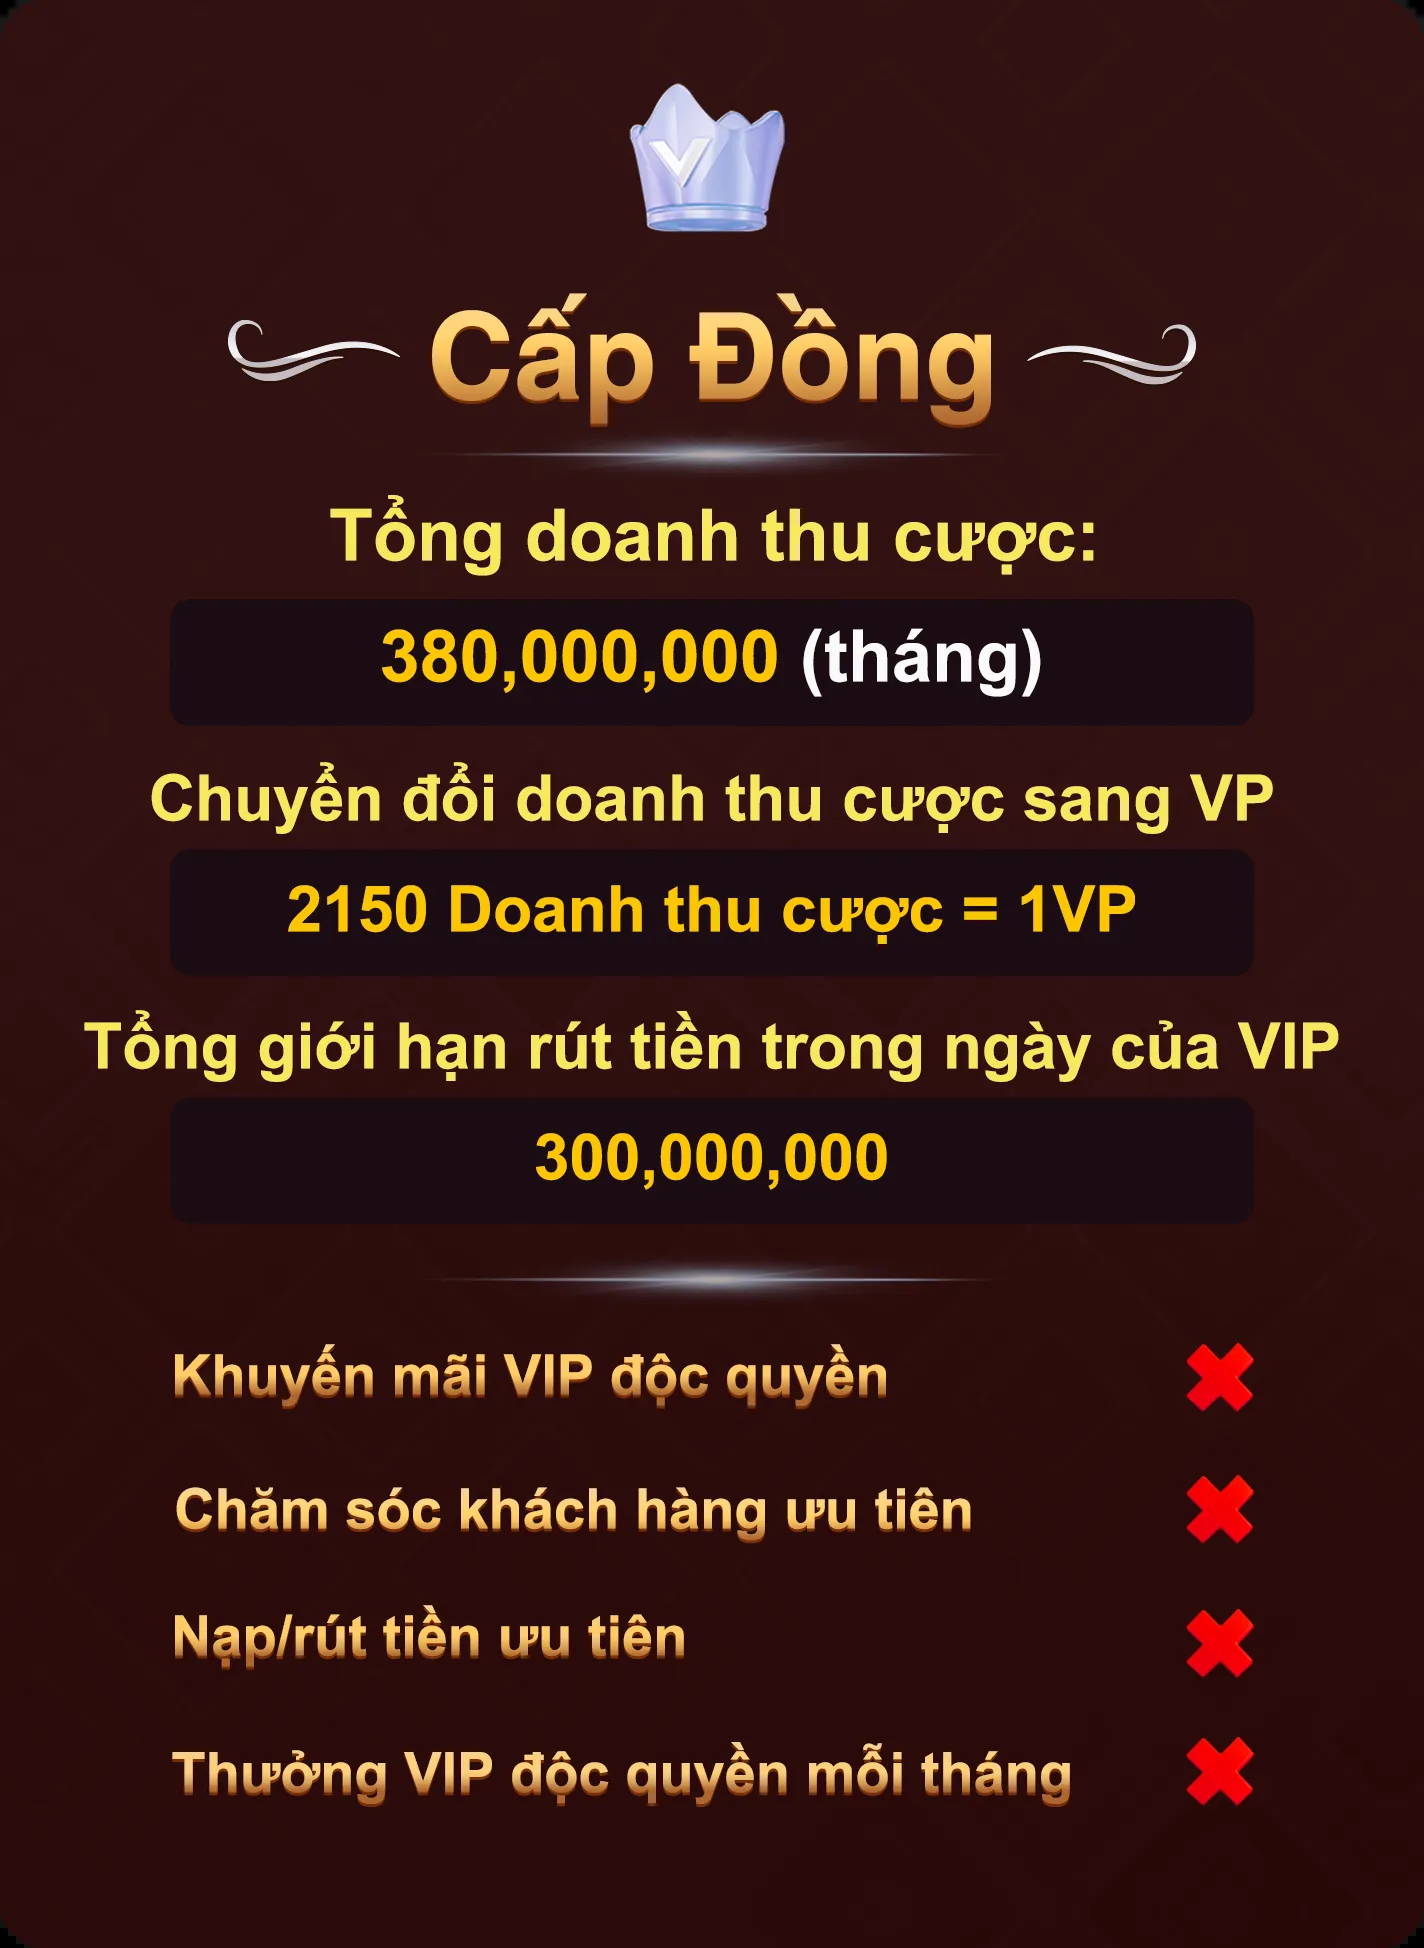 V
Cấp Đồng
Tổng doanh thu cược:
380,000,000 (tháng)
Chuyển đổi doanh thu cược sang VP
2150 Doanh thu cược = 1VP
Tổng giới hạn rút tiền trong ngày của VIP
300,000,000
Khuyến mãi VIP độc quyền
Chăm sóc khách hàng ưu tiên
Nạp/rút tiền ưu tiên
Thưởng VIP độc quyền mỗi tháng